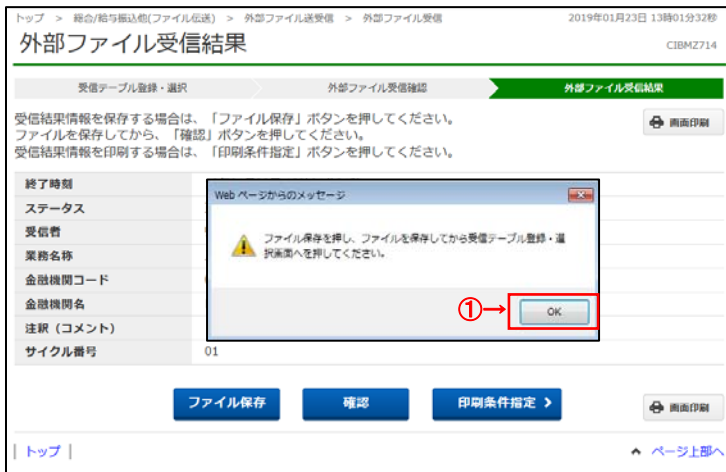 トップ > 総合/給与振込他(ファイル伝送) > 外部ファイル送受信 > 外部ファイル受信
2019年01月23日 13時01分32秒
外部ファイル受信結果
CIBMZ714
受信テーブル登録・選択
外部ファイル受信確認
外部ファイル受信結果
受信結果情報を保存する場合は、「ファイル保存」ボタンを押してください。
ファイルを保存してから、「確認」ボタンを押してください。
受信結果情報を印刷する場合は、「印刷条件指定」ボタンを押してください。
画面印刷
終了時刻
ステータス
受信者
業務名称
金融機関コード
金融機関名
注釈(コメント)
サイクル番号
01
Web ページからのメッセージ
ファイル保存を押し、ファイルを保存してから受信テーブル登録・選
択画面へを押してください。
①→
OK
ファイル保存
確認
印刷条件指定 >
画面印刷
| トップ |
ページ上部へ